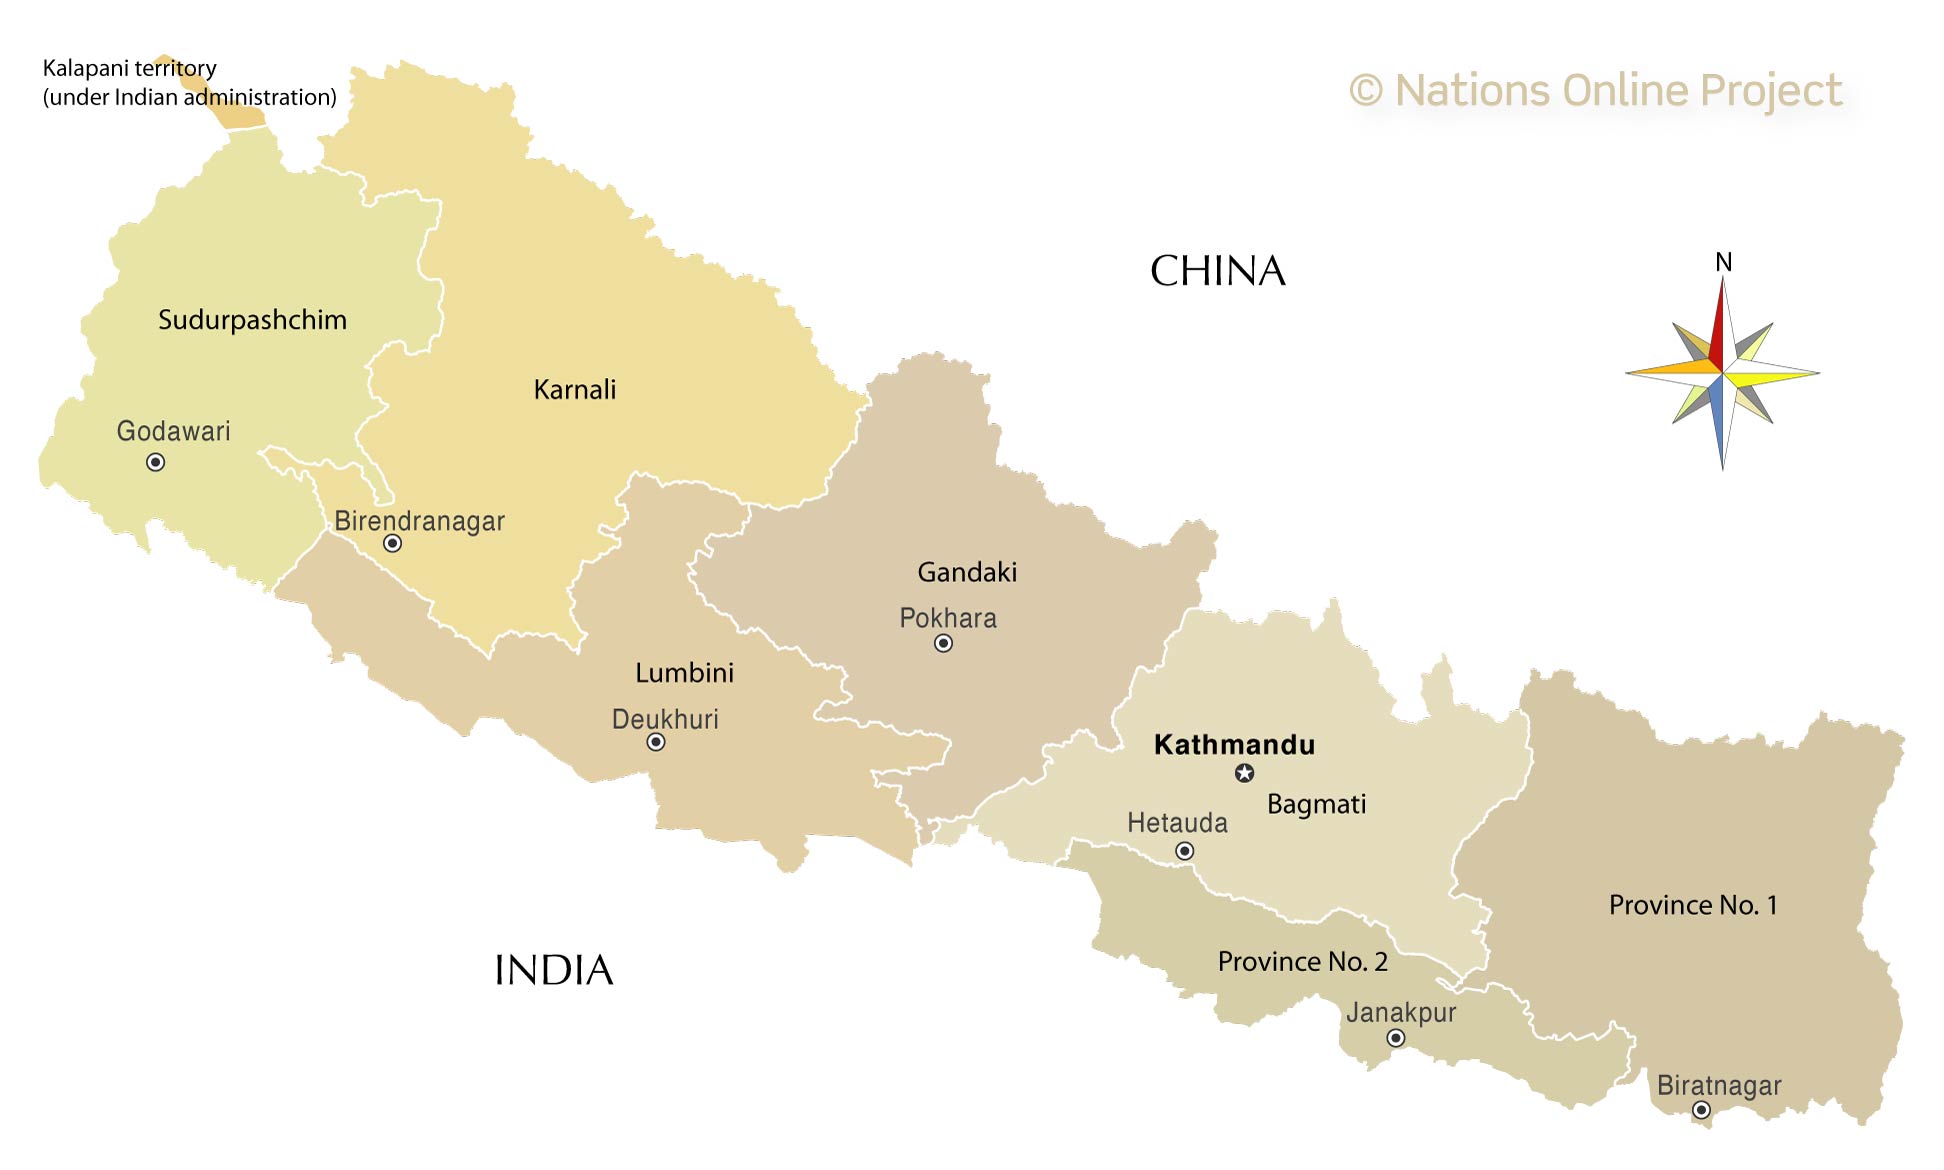 Kalapani territory
(under Indian administration)
© Nations Online Project
CHINA
N
Sudurpashchim
Karnali
Godawari
Birendranagar
Gandaki
Pokhara
Lumbini
Deukhuri
Kathmandu
Bagmati
Hetauda
Province No. 1
Province No. 2
INDIA
Janakpur
Biratnagar